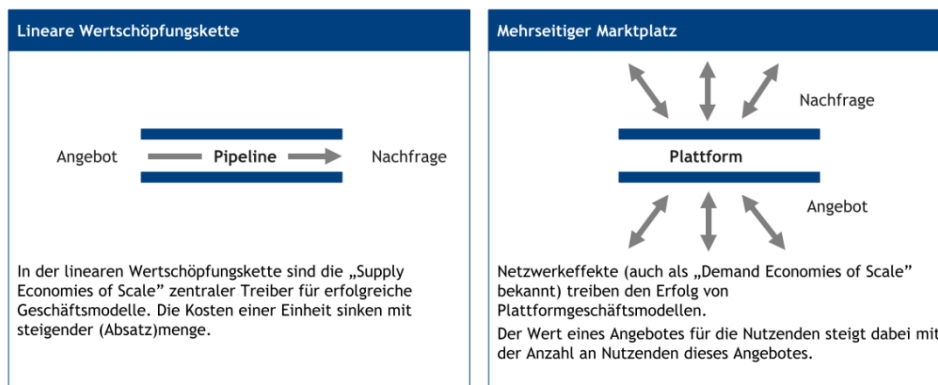 Lineare Wertschöpfungskette
Angebot
Pipeline
Nachfrage
In der linearen Wertschöpfungskette sind die „Supply
Economies of Scale” zentraler Treiber für erfolgreiche
Geschäftsmodelle. Die Kosten einer Einheit sinken mit
steigender (Absatz)menge.
Mehrseitiger Marktplatz
Nachfrage
Plattform
Angebot
Netzwerkeffekte (auch als „Demand Economies of Scale”
bekannt) treiben den Erfolg von
Plattformgeschäftsmodellen.
Der Wert eines Angebotes für die Nutzenden steigt dabei mit
der Anzahl an Nutzenden dieses Angebotes.